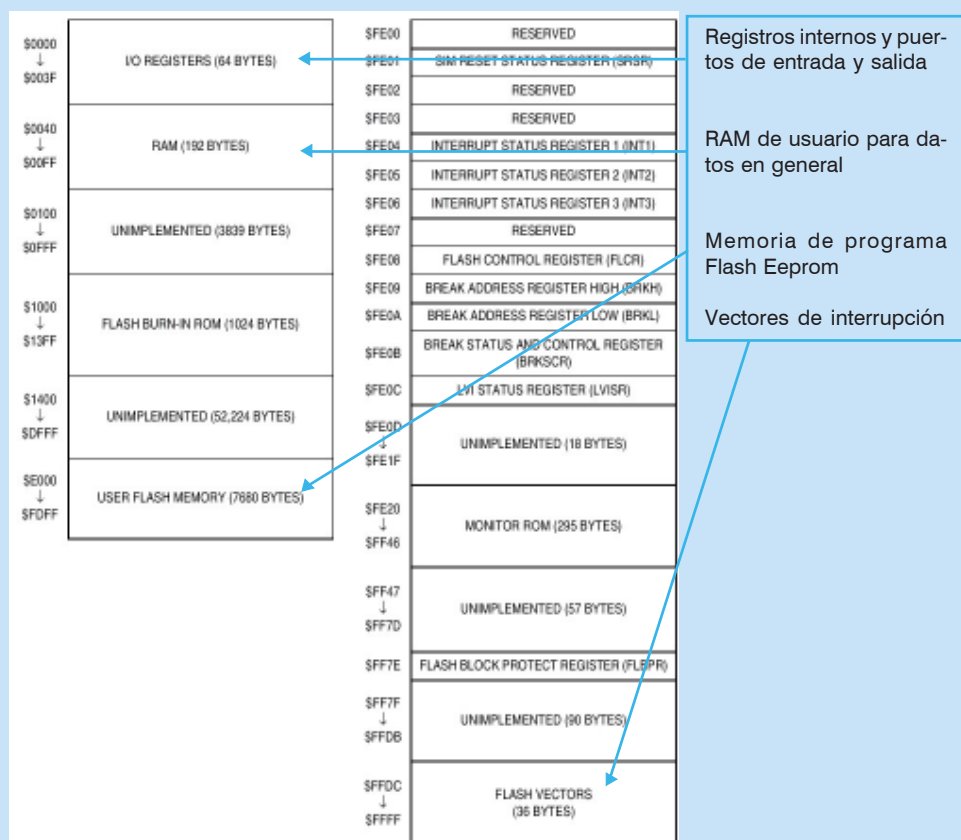 $0000
↓
$003F
I/O REGISTERS (64 BYTES)
$0040
↓
$00FF
RAM (192 BYTES)
$0100
↓
$0FFF
UNIMPLEMENTED (3839 BYTES)
$1000
↓
$13FF
FLASH BURN-IN ROM (1024 BYTES)
$1400
↓
$DFFF
UNIMPLEMENTED (52,224 BYTES)
$E000
↓
$FDFF
USER FLASH MEMORY (7680 BYTES)
$FE00 RESERVED
$FE01 SIM RESET STATUS REGISTER (SRSR)
$FE02 RESERVED
$FE03 RESERVED
$FE04 INTERRUPT STATUS REGISTER 1 (INT1)
$FE05 INTERRUPT STATUS REGISTER 2 (INT2)
$FE06 INTERRUPT STATUS REGISTER 3 (INT3)
$FE07 RESERVED
$FE08 FLASH CONTROL REGISTER (FLCR)
$FE09 BREAK ADDRESS REGISTER HIGH (BRKH)
$FE0A BREAK ADDRESS REGISTER LOW (BRKL)
$FE0B BREAK STATUS AND CONTROL REGISTER
(BRKSCR)
$FE0C LVI STATUS REGISTER (LVISR)
$FE0D
↓
$FE1F
UNIMPLEMENTED (18 BYTES)
$FE20
↓
$FF46
MONITOR ROM (295 BYTES)
$FF47
↓
$FF7D
UNIMPLEMENTED (57 BYTES)
$FF7E FLASH BLOCK PROTECT REGISTER (FLBPR)
$FF7F
↓
$FFDB
UNIMPLEMENTED (90 BYTES)
$FFDC
↓
$FFFF
FLASH VECTORS
(36 BYTES)
Registros internos y puer-
tos de entrada y salida
RAM de usuario para da-
tos en general
Memoria de programa
Flash Eeprom
Vectores de interrupción